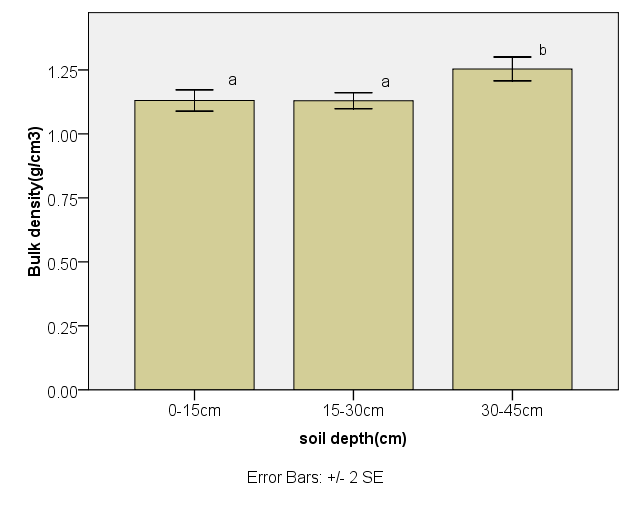 Bulk density(g/cm3)
1.25
1.00
0.75
0.50
0.25
0.00
a
a
b
0-15cm
15-30cm
30-45cm
soil depth(cm)
Error Bars: +/- 2 SE